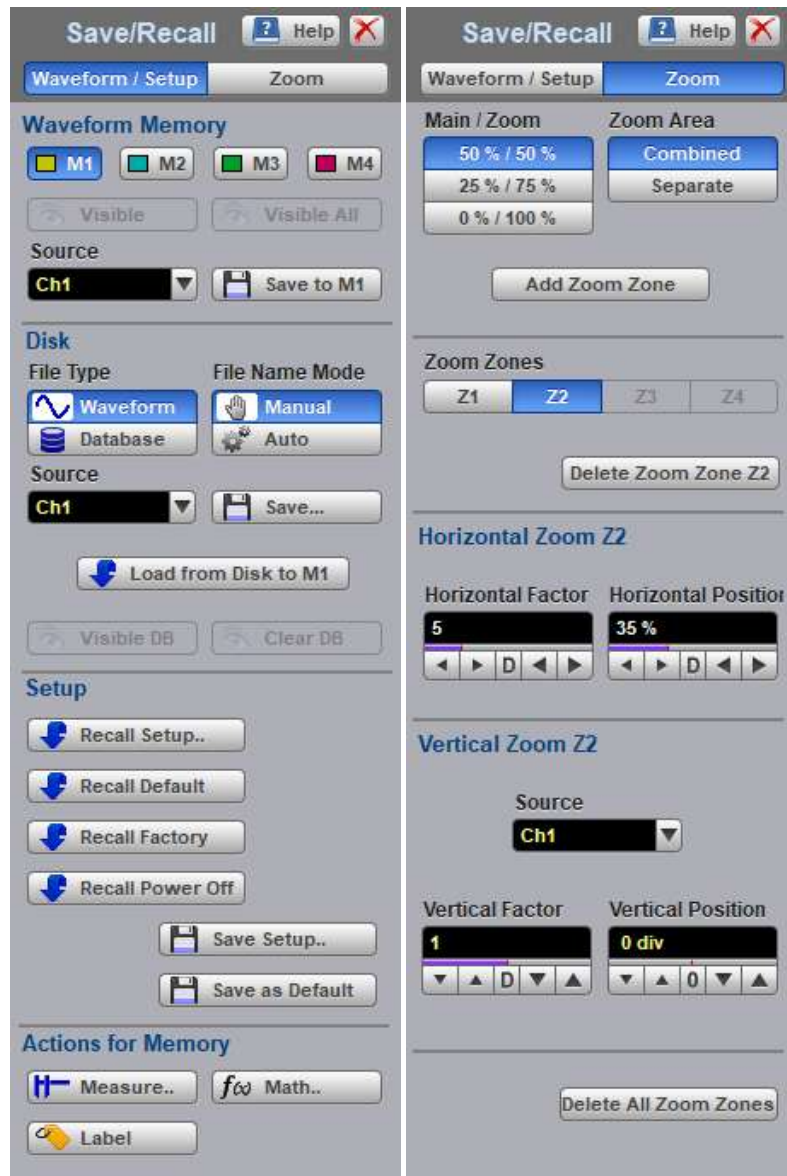 Save/Recall ? Help
Waveform / Setup Zoom
Waveform Memory
M1 M2 M3 M4
Visible Visible All
Source
Ch1 Save to M1
Disk
File Type File Name Mode
Waveform Manual
Database Auto
Source
Ch1 Save...
Load from Disk to M1
Visible DB Clear DB
Setup
Recall Setup..
Recall Default
Recall Factory
Recall Power Off
Save Setup..
Save as Default
Actions for Memory
Measure.. f(ω) Math..
Label
Save/Recall ? Help
Waveform / Setup Zoom
Main / Zoom Zoom Area
50 % / 50 % Combined
25 % / 75 % Separate
0 % / 100 %
Add Zoom Zone
Zoom Zones
Z1 Z2 Z3 Z4
Delete Zoom Zone Z2
Horizontal Zoom Z2
Horizontal Factor Horizontal Position
5 35 %
D D
Vertical Zoom Z2
Source
Ch1
Vertical Factor Vertical Position
1 0 div
D 0
Delete All Zoom Zones